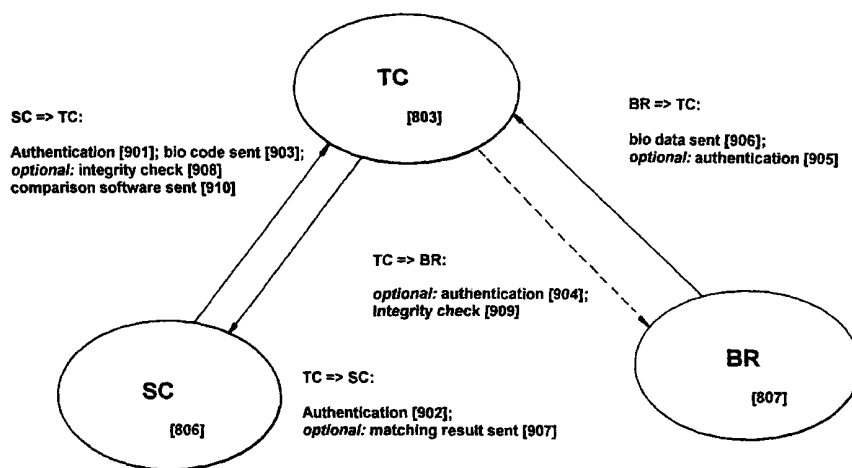 TC
[803]
SC => TC:
Authentication [901]; bio code sent [903];
optional: integrity check [908]
comparison software sent [910]
BR => TC:
bio data sent [906];
optional: authentication [905]
TC => BR:
optional: authentication [904];
Integrity check [909]
SC
[806]
TC => SC:
Authentication [902];
optional: matching result sent [907]
BR
[807]